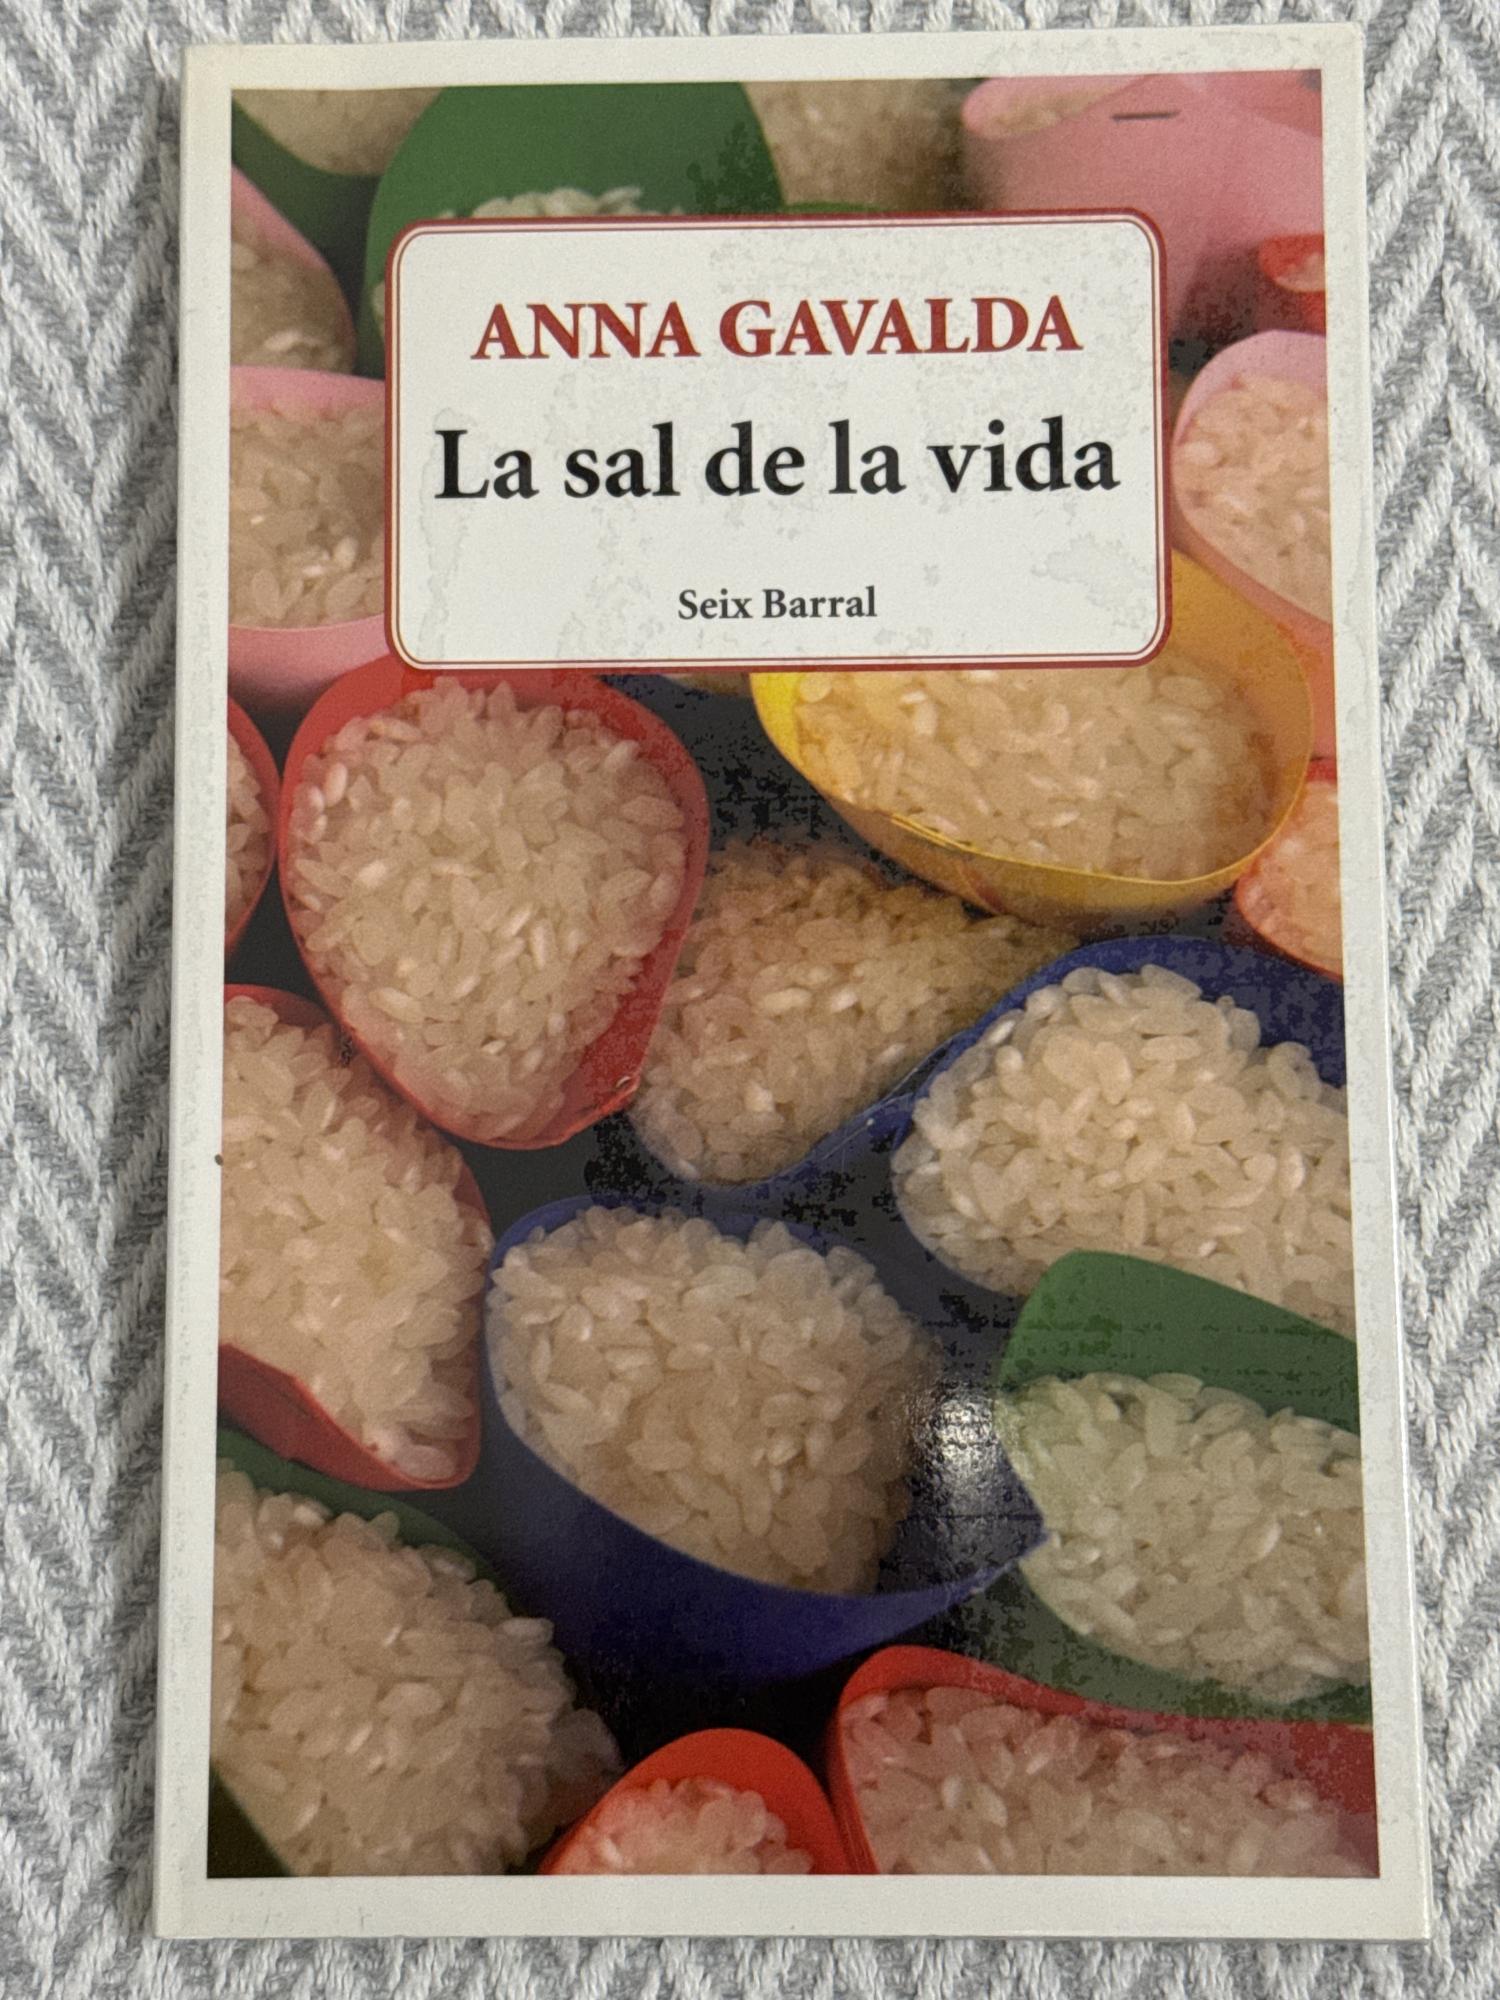 ANNA GAVALDA
La sal de la vida
Seix Barral